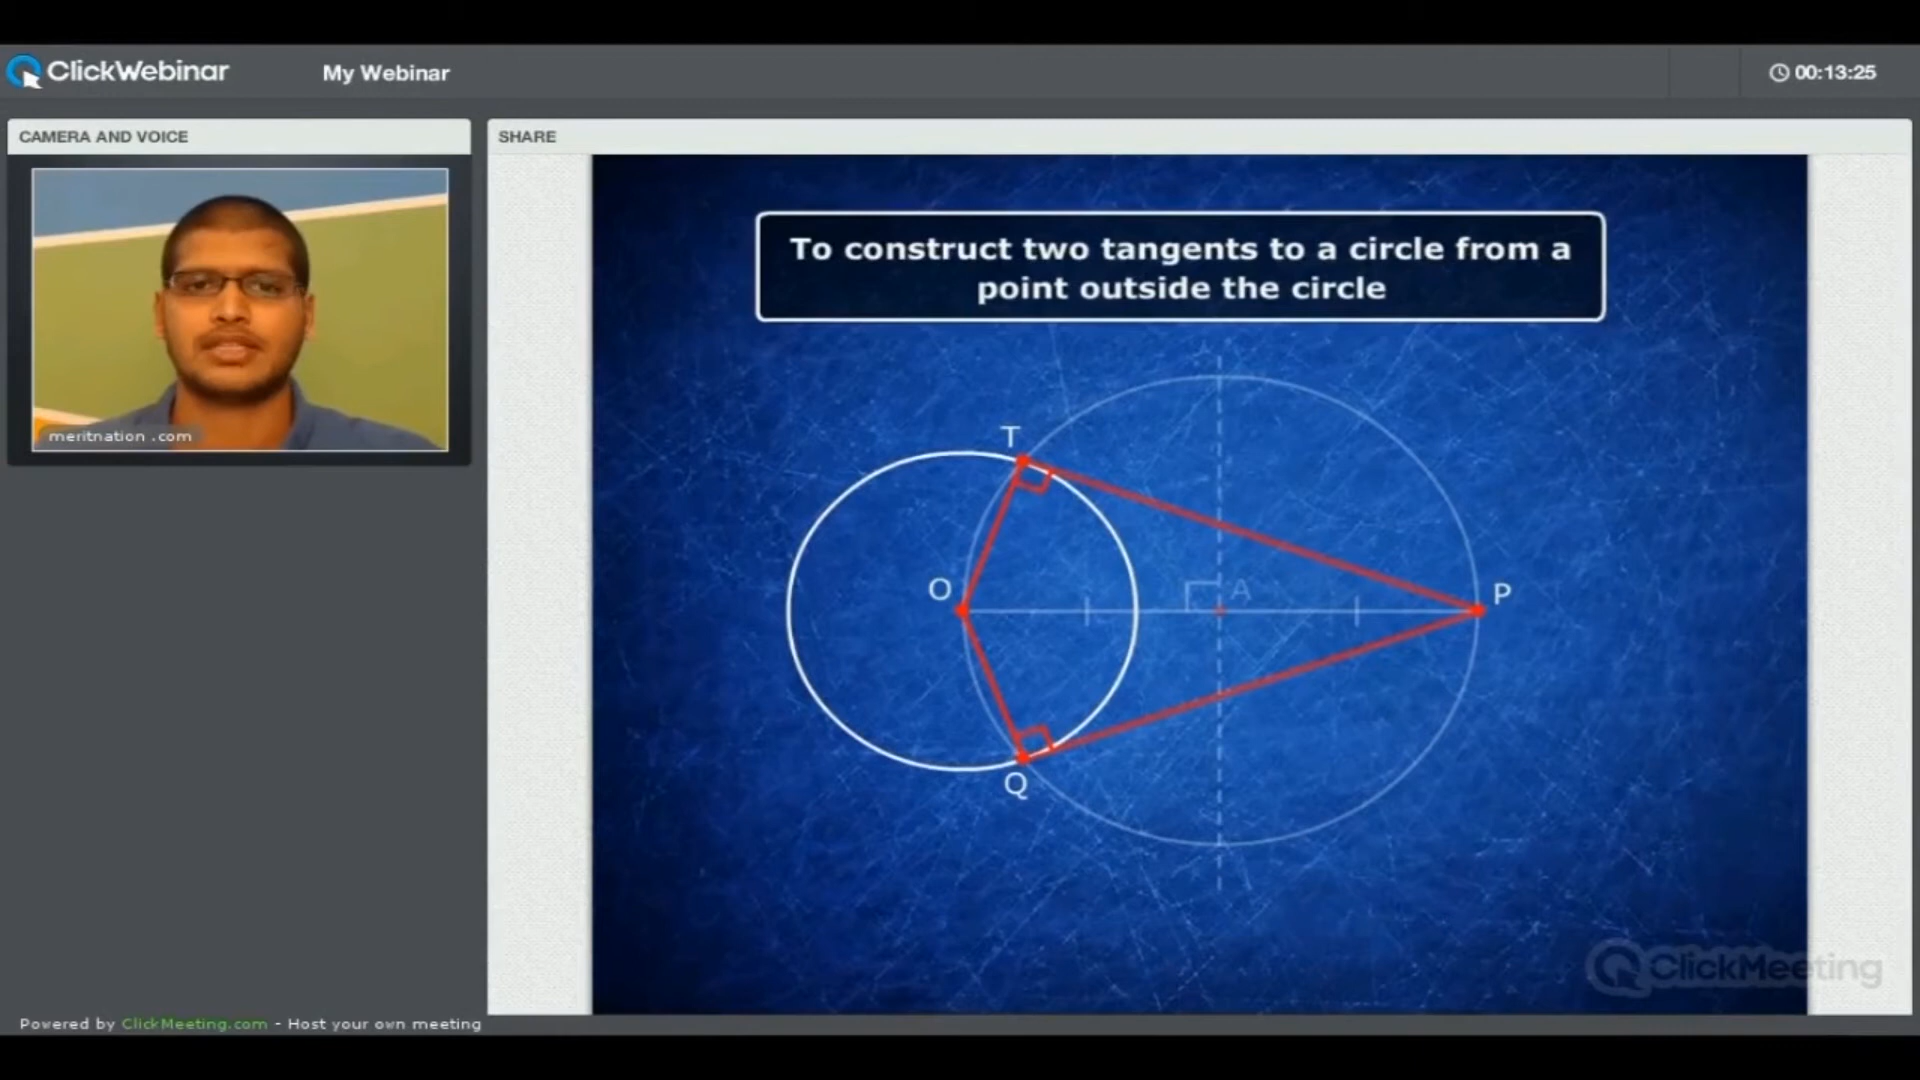 ClickWebinar
My Webinar
00:13:25
CAMERA AND VOICE
SHARE
meritnation .com
To construct two tangents to a circle from a
point outside the circle
T
O
A
P
Q
ClickMeeting
Powered by ClickMeeting.com - Host your own meeting